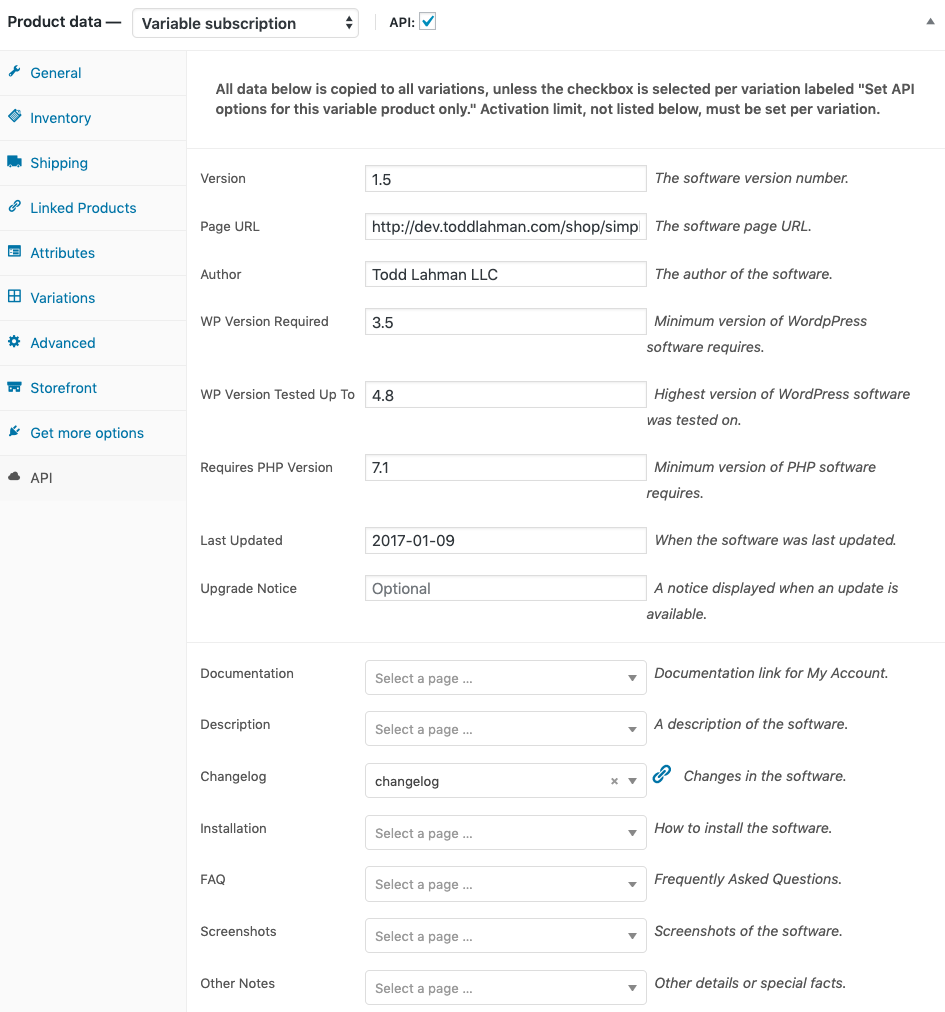 Product data — Variable subscription API:
General
Inventory
Shipping
Linked Products
Attributes
Variations
Advanced
Storefront
Get more options
API
All data below is copied to all variations, unless the checkbox is selected per variation labeled "Set API
options for this variable product only." Activation limit, not listed below, must be set per variation.
Version 1.5 The software version number.
Page URL http://dev.toddlahman.com/shop/simpl The software page URL.
Author Todd Lahman LLC The author of the software.
WP Version Required 3.5 Minimum version of WordpPress
software requires.
WP Version Tested Up To 4.8 Highest version of WordPress software
was tested on.
Requires PHP Version 7.1 Minimum version of PHP software
requires.
Last Updated 2017-01-09 When the software was last updated.
Upgrade Notice Optional A notice displayed when an update is
available.
Documentation Select a page ... Documentation link for My Account.
Description Select a page ... A description of the software.
Changelog changelog × Changes in the software.
Installation Select a page ... How to install the software.
FAQ Select a page ... Frequently Asked Questions.
Screenshots Select a page ... Screenshots of the software.
Other Notes Select a page ... Other details or special facts.